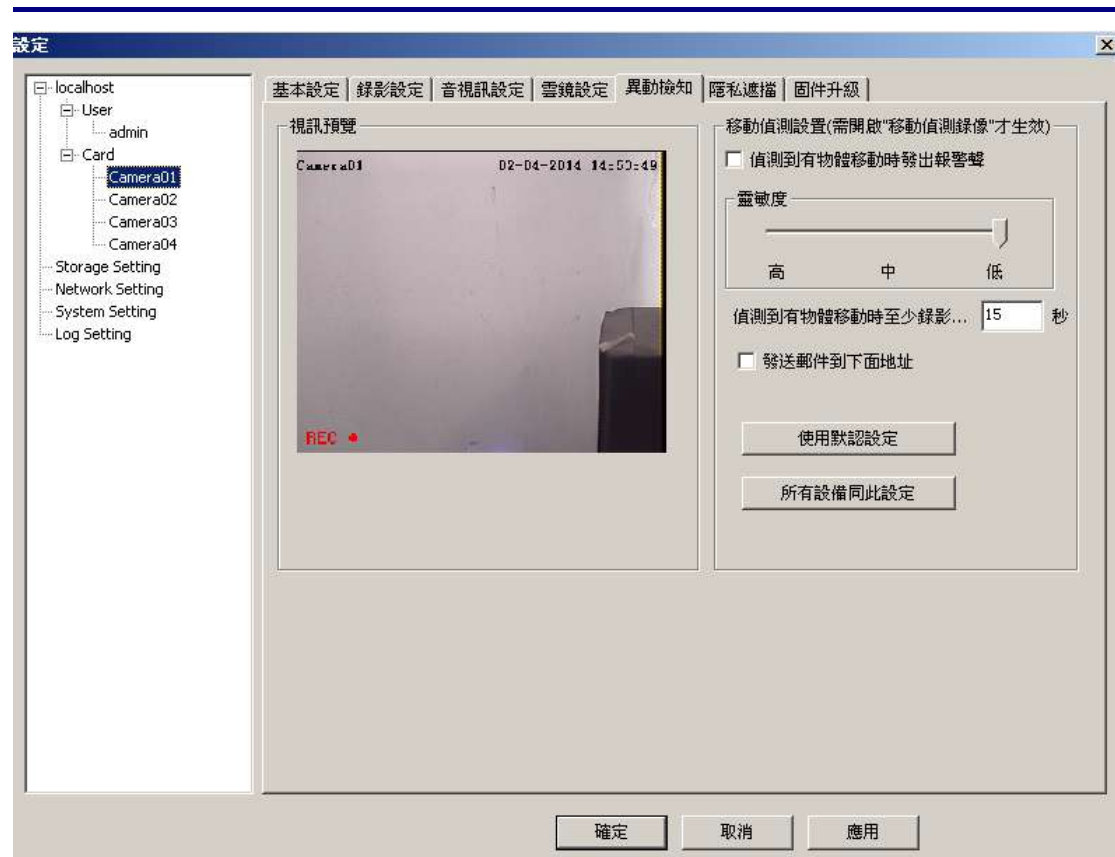 設定
localhost
User
admin
Card
Camera01
Camera02
Camera03
Camera04
Storage Setting
Network Setting
System Setting
Log Setting
基本設定 錄影設定 音視訊設定 雲鏡設定 異動檢知 隱私遮擋 固件升級
視訊預覽
Camera01 02-04-2014 14:50:49
REC
移動偵測設置(需開啟"移動偵測錄像"才生效)
偵測到有物體移動時發出報警聲
靈敏度
高 中 低
偵測到有物體移動時至少錄影... 15 秒
發送郵件到下面地址
使用默認設定
所有設備同此設定
確定 取消 應用